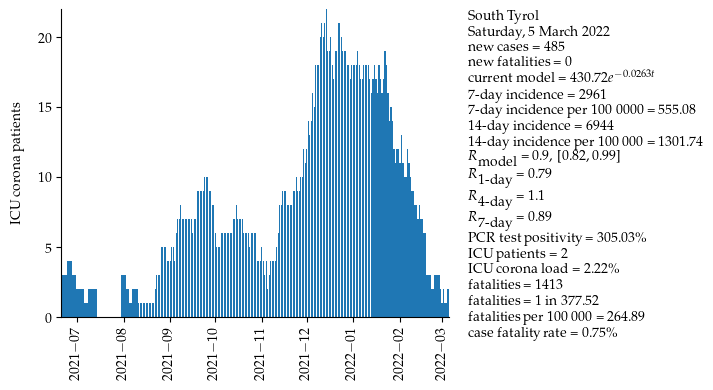 South Tyrol
Saturday, 5 March 2022
new cases = 485
new fatalities = 0
current model = 430.72e^{−0.0263t}
7-day incidence = 2961
7-day incidence per 100 0000 = 555.08
14-day incidence = 6944
14-day incidence per 100 000 = 1301.74
R_model = 0.9, [0.82, 0.99]
R_1-day = 0.79
R_4-day = 1.1
R_7-day = 0.89
PCR test positivity = 305.03%
ICU patients = 2
ICU corona load = 2.22%
fatalities = 1413
fatalities = 1 in 377.52
fatalities per 100 000 = 264.89
case fatality rate = 0.75%
ICU corona patients
20
15
10
5
0
2021−07
2021−08
2021−09
2021−10
2021−11
2021−12
2022−01
2022−02
2022−03